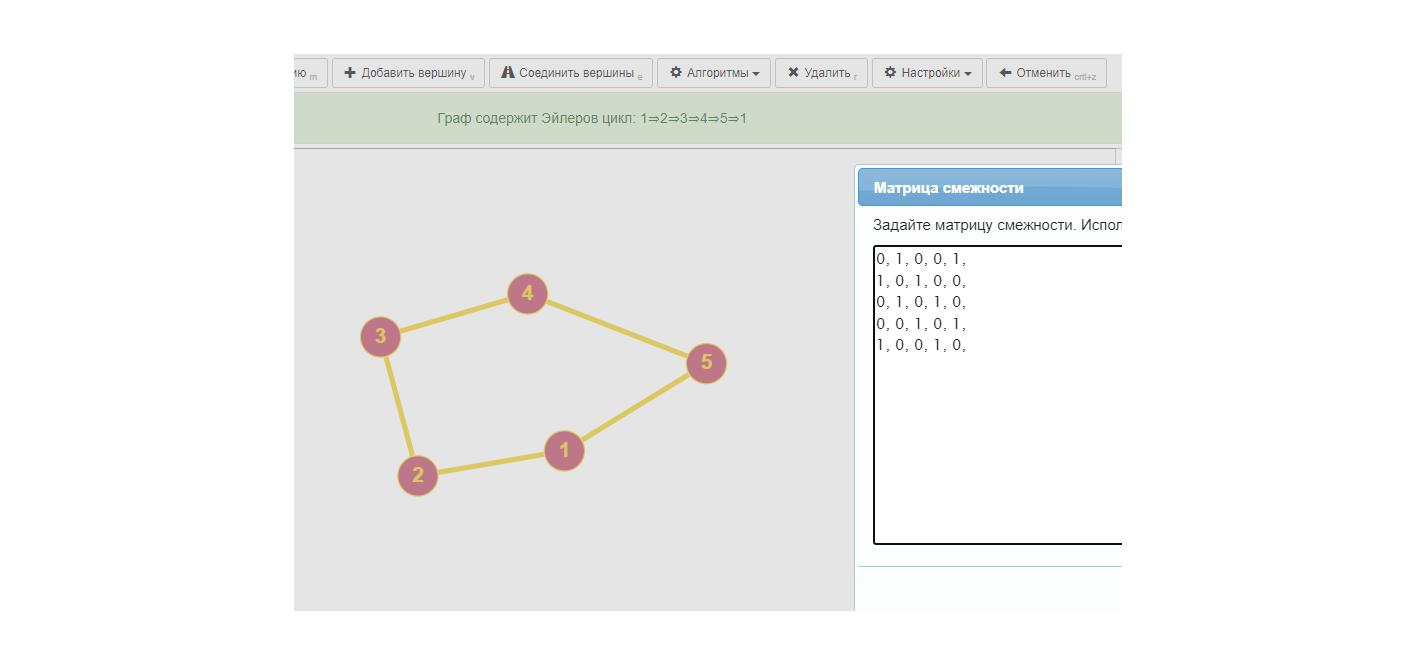 ию m Добавить вершину v Соединить вершины e Алгоритмы Удалить r Настройки Отменить crtl+z
Граф содержит Эйлеров цикл: 1⇒2⇒3⇒4⇒5⇒1
Матрица смежности
Задайте матрицу смежности. Испол
0, 1, 0, 0, 1,
1, 0, 1, 0, 0,
0, 1, 0, 1, 0,
0, 0, 1, 0, 1,
1, 0, 0, 1, 0,
4
3
5
1
2